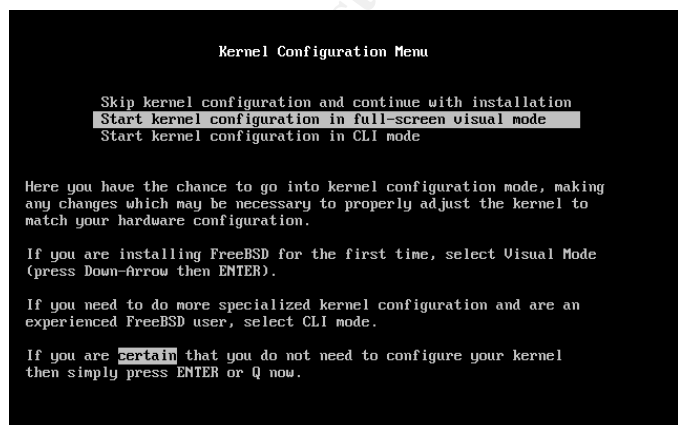 Kernel Configuration Menu
Skip kernel configuration and continue with installation
Start kernel configuration in full-screen visual mode
Start kernel configuration in CLI mode
Here you have the chance to go into kernel configuration mode, making
any changes which may be necessary to properly adjust the kernel to
match your hardware configuration.
If you are installing FreeBSD for the first time, select Visual Mode
(press Down-Arrow then ENTER).
If you need to do more specialized kernel configuration and are an
experienced FreeBSD user, select CLI mode.
If you are certain that you do not need to configure your kernel
then simply press ENTER or Q now.